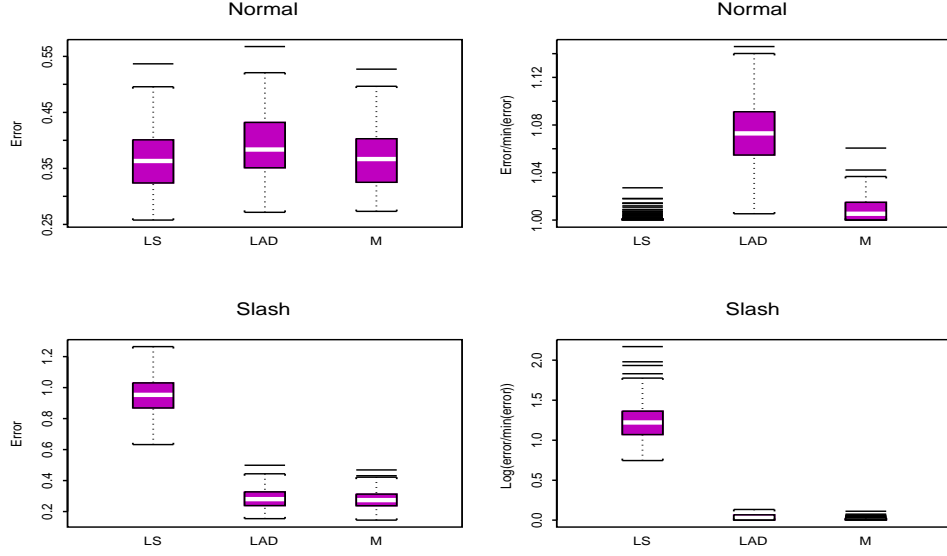 Normal
Error
0.55
0.45
0.35
0.25
LS LAD M
Normal
Error/min(error)
1.12
1.08
1.04
1.00
LS LAD M
Slash
Error
1.2
1.0
0.8
0.6
0.4
0.2
LS LAD M
Slash
Log(error/min(error))
2.0
1.5
1.0
0.5
0.0
LS LAD M